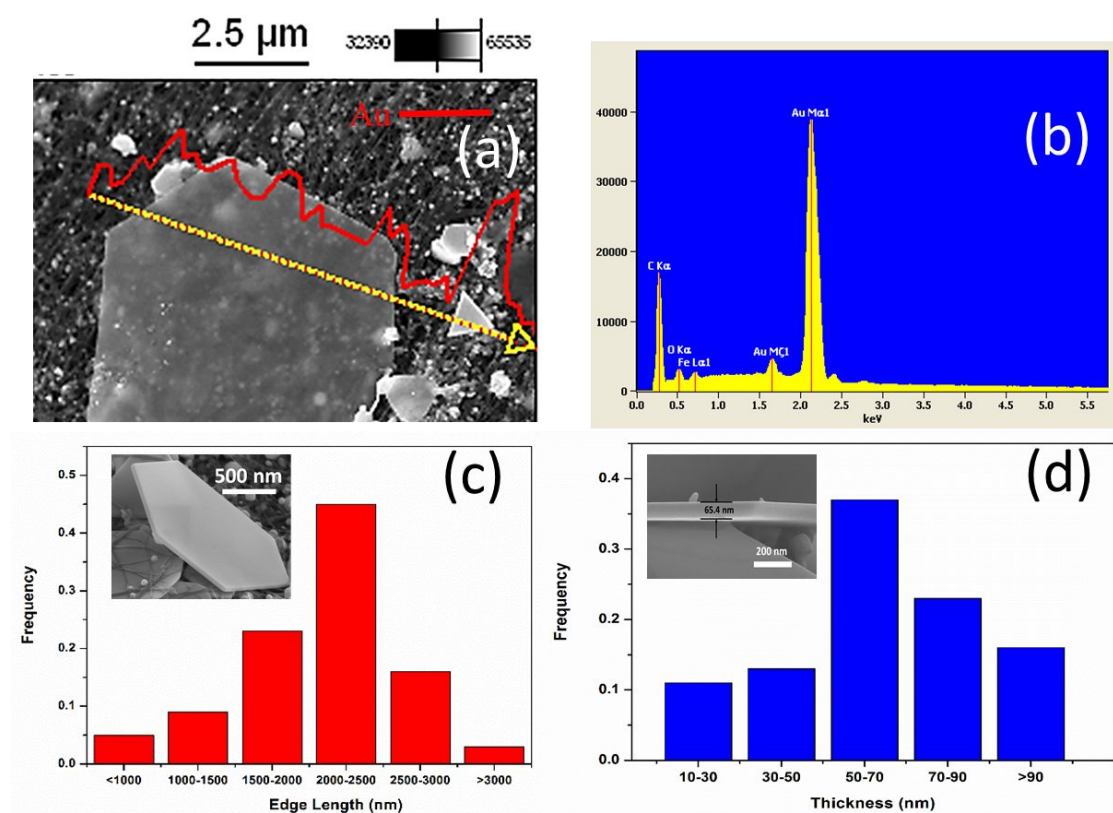 2.5 µm
32390 65535
Au
(a)
(b)
40000
30000
20000
10000
0
Au Mα1
C Kα
O Kα
Fe Lα1
Au Mζ1
0.0 0.5 1.0 1.5 2.0 2.5 3.0 3.5 4.0 4.5 5.0 5.5
keV
(c)
500 nm
Frequency
0.5
0.4
0.3
0.2
0.1
0.0
<1000 1000-1500 1500-2000 2000-2500 2500-3000 >3000
Edge Length (nm)
(d)
65.4 nm
200 nm
Frequency
0.4
0.3
0.2
0.1
0.0
10-30 30-50 50-70 70-90 >90
Thickness (nm)